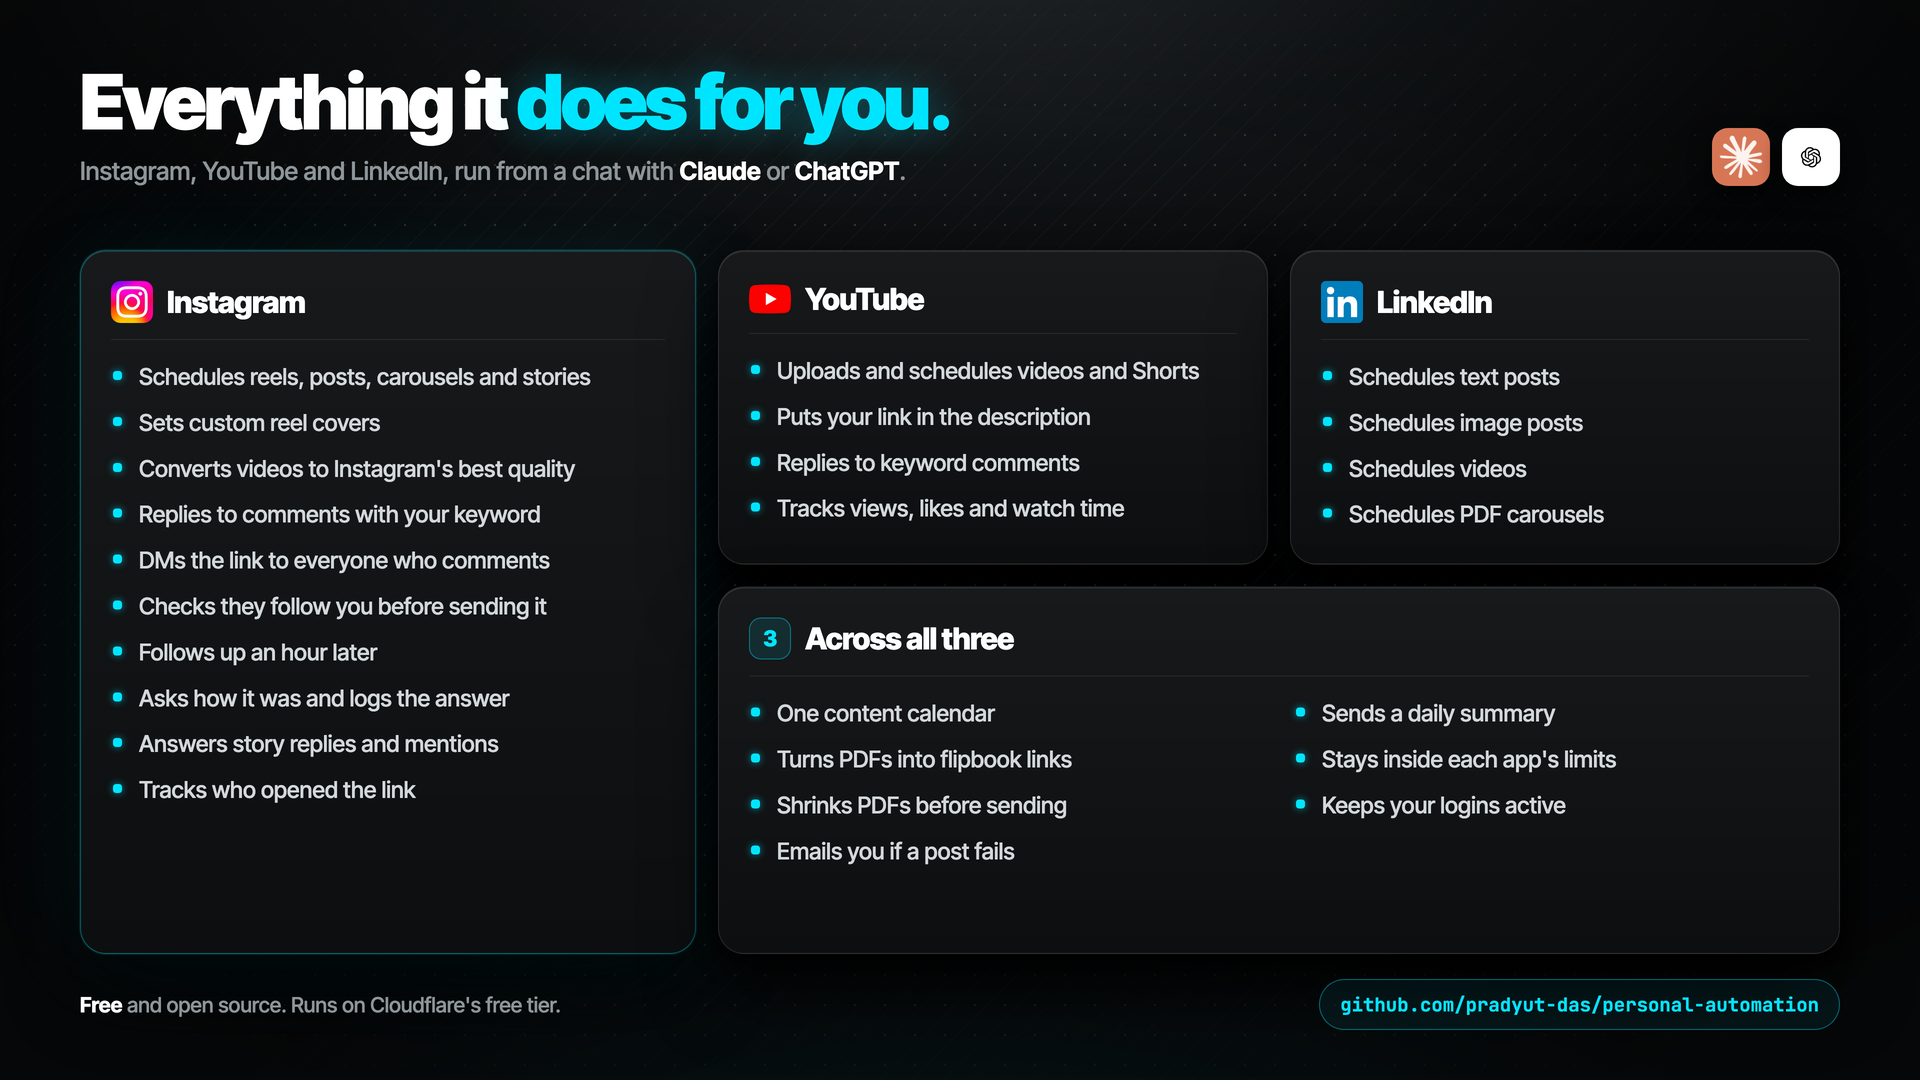 Everything it does for you.
Instagram, YouTube and LinkedIn, run from a chat with Claude or ChatGPT.
Instagram
Schedules reels, posts, carousels and stories
Sets custom reel covers
Converts videos to Instagram's best quality
Replies to comments with your keyword
DMs the link to everyone who comments
Checks they follow you before sending it
Follows up an hour later
Asks how it was and logs the answer
Answers story replies and mentions
Tracks who opened the link
YouTube
Uploads and schedules videos and Shorts
Puts your link in the description
Replies to keyword comments
Tracks views, likes and watch time
in LinkedIn
Schedules text posts
Schedules image posts
Schedules videos
Schedules PDF carousels
3 Across all three
One content calendar
Turns PDFs into flipbook links
Shrinks PDFs before sending
Emails you if a post fails
Sends a daily summary
Stays inside each app's limits
Keeps your logins active
Free and open source. Runs on Cloudflare's free tier.
github.com/pradyut-das/personal-automation